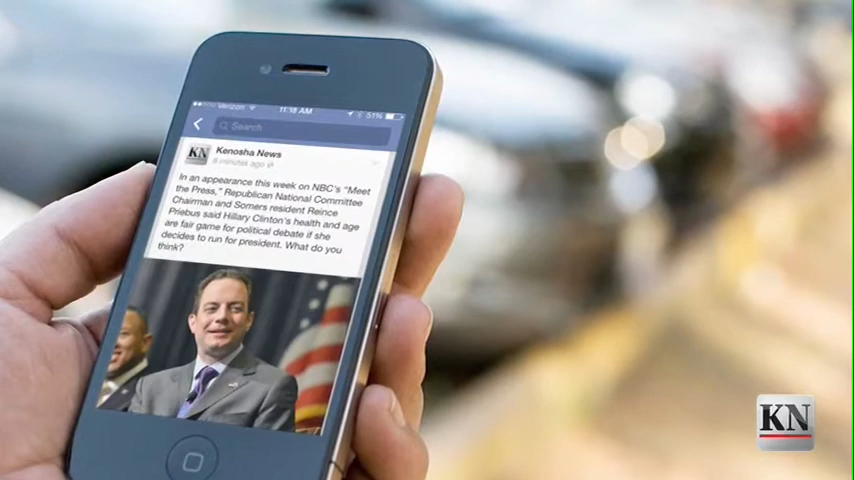 Verizon
11:18 AM
51%
Search
KN
Kenosha News
8 minutes ago
In an appearance this week on NBC's "Meet
the Press," Republican National Committee
Chairman and Somers resident Reince
Priebus said Hillary Clinton's health and age
are fair game for political debate if she
decides to run for president. What do you
think?
KN